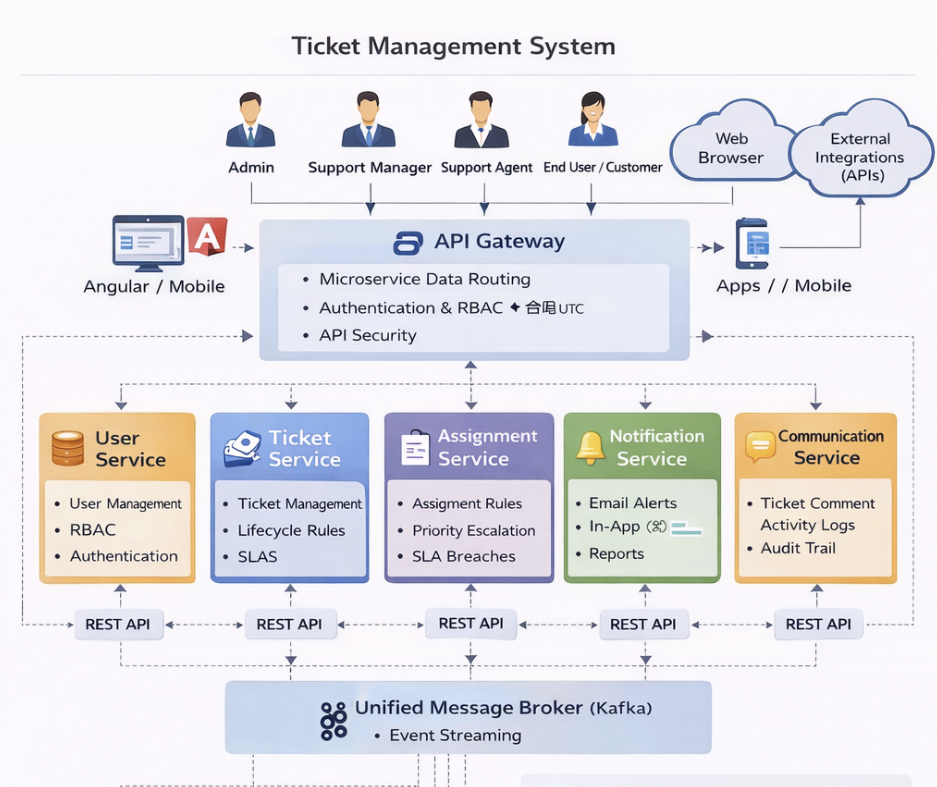 Ticket Management System
Admin
Support Manager
Support Agent
End User / Customer
Web
Browser
External
Integrations
(APIs)
A
Angular / Mobile
API Gateway
• Microservice Data Routing
• Authentication & RBAC ✦ UTC
• API Security
Apps / / Mobile
User
Service
• User Management
• RBAC
• Authentication
Ticket
Service
• Ticket Management
• Lifecycle Rules
• SLAS
Assignment
Service
• Assigment Rules
• Priority Escalation
• SLA Breaches
Notification
Service
• Email Alerts
• In-App
• Reports
Communication
Service
• Ticket Comment
Activity Logs
• Audit Trail
REST API
REST API
REST API
REST API
REST API
Unified Message Broker (Kafka)
• Event Streaming